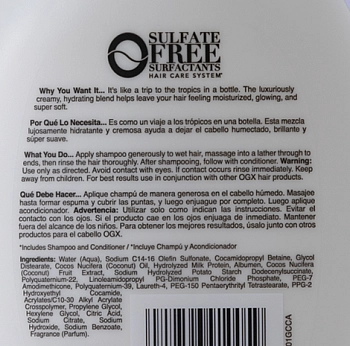 SULFATE
FREE
SURFACTANTS
HAIR CARE SYSTEM*
Why You Want It... It's like a trip to the tropics in a bottle. The luxuriously
creamy, hydrating blend helps leave your hair feeling moisturized, glowing, and
super soft.
Por Qué Lo Necesita... Es como un viaje a los trópicos en una botella. Esta mezcla
lujosamente hidratante y cremosa ayuda a dejar el cabello humectado, brillante y
súper suave.
What You Do... Apply shampoo generously to wet hair, massage into a lather through to
ends, then rinse the hair thoroughly. After shampooing, follow with conditioner. Warning:
Use only as directed. Avoid contact with eyes. If contact occurs rinse immediately. Keep
away from children. For best results use in conjunction with other OGX hair products.
Qué Debe Hacer... Aplique champú de manera generosa en el cabello húmedo. Masajee
hasta formar espuma y cubrir las puntas, y luego enjuague por completo. Luego aplique
acondicionador. Advertencia: Utilizar solo como indican las instrucciones. Evitar el
contacto con los ojos. Si el producto cae en los ojos enjuaga de inmediato. Mantener
fuera del alcance de los niños. Para obtener los mejores resultados, úsalo junto con otros
productos para el cabello OGX.
*Includes Shampoo and Conditioner / *Incluye Champú y Acondicionador
Ingredients: Water (Aqua), Sodium C14-16 Olefin Sulfonate, Cocamidopropyl Betaine, Glycol
Distearate, Cocos Nucifera (Coconut) Oil, Hydrolyzed Milk Protein, Albumen, Cocos Nucifera
(Coconut) Fruit Extract, Sodium Hydrolyzed Potato Starch Dodecenylsuccinate,
Polyquaternium-22, Linoleamidopropyl PG-Dimonium Chloride Phosphate, PEG-7
Amodimethicone, Polyquaternium-39, Laureth-4, PEG-150 Pentaerythrityl Tetrastearate, PPG-2
Hydroxyethyl Cocamide,
Acrylates/C10-30 Alkyl Acrylate
Crosspolymer, Propylene Glycol,
Hexylene Glycol, Citric Acid,
Sodium Citrate, Sodium
Hydroxide, Sodium Benzoate,
Fragrance (Parfum).
01GCCA